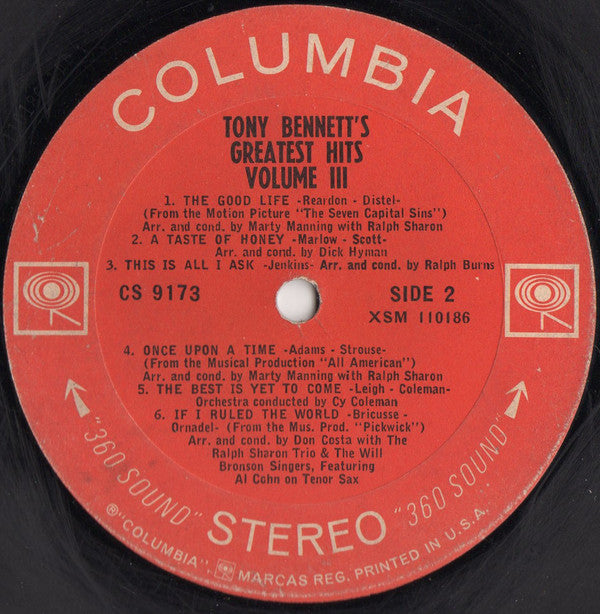 COLUMBIA
TONY BENNETT'S
GREATEST HITS
VOLUME III
1. THE GOOD LIFE -Reardon - Distel-
(From the Motion Picture "The Seven Capital Sins")
Arr. and cond. by Marty Manning with Ralph Sharon
2. A TASTE OF HONEY -Marlow - Scott-
Arr. and cond. by Dick Hyman
3. THIS IS ALL I ASK -Jenkins- Arr. and cond. by Ralph Burns
CS 9173
SIDE 2
XSM 110186
4. ONCE UPON A TIME -Adams - Strouse-
(From the Musical Production "All American")
Arr. and cond. by Marty Manning with Ralph Sharon
5. THE BEST IS YET TO COME -Leigh - Coleman-
Orchestra conducted by Cy Coleman
6. IF I RULED THE WORLD -Bricusse -
Ornadel- (From the Mus. Prod. "Pickwick")
Arr. and cond. by Don Costa with The
Ralph Sharon Trio & The Will
Bronson Singers, Featuring
Al Cohn on Tenor Sax
"360 SOUND" STEREO "360 SOUND"
®"COLUMBIA". MARCAS REG. PRINTED IN U.S.A.